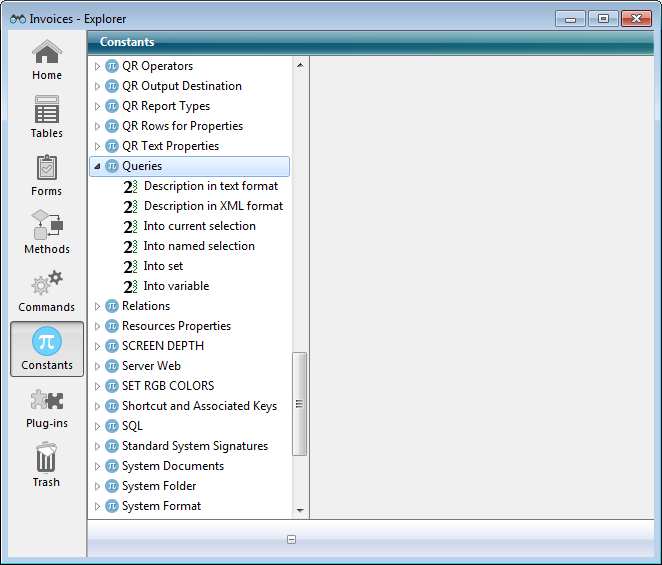 Invoices - Explorer
Constants
Home
Tables
Forms
Methods
Commands
Constants
Plug-ins
Trash
QR Operators
QR Output Destination
QR Report Types
QR Rows for Properties
QR Text Properties
Queries
Description in text format
Description in XML format
Into current selection
Into named selection
Into set
Into variable
Relations
Resources Properties
SCREEN DEPTH
Server Web
SET RGB COLORS
Shortcut and Associated Keys
SQL
Standard System Signatures
System Documents
System Folder
System Format